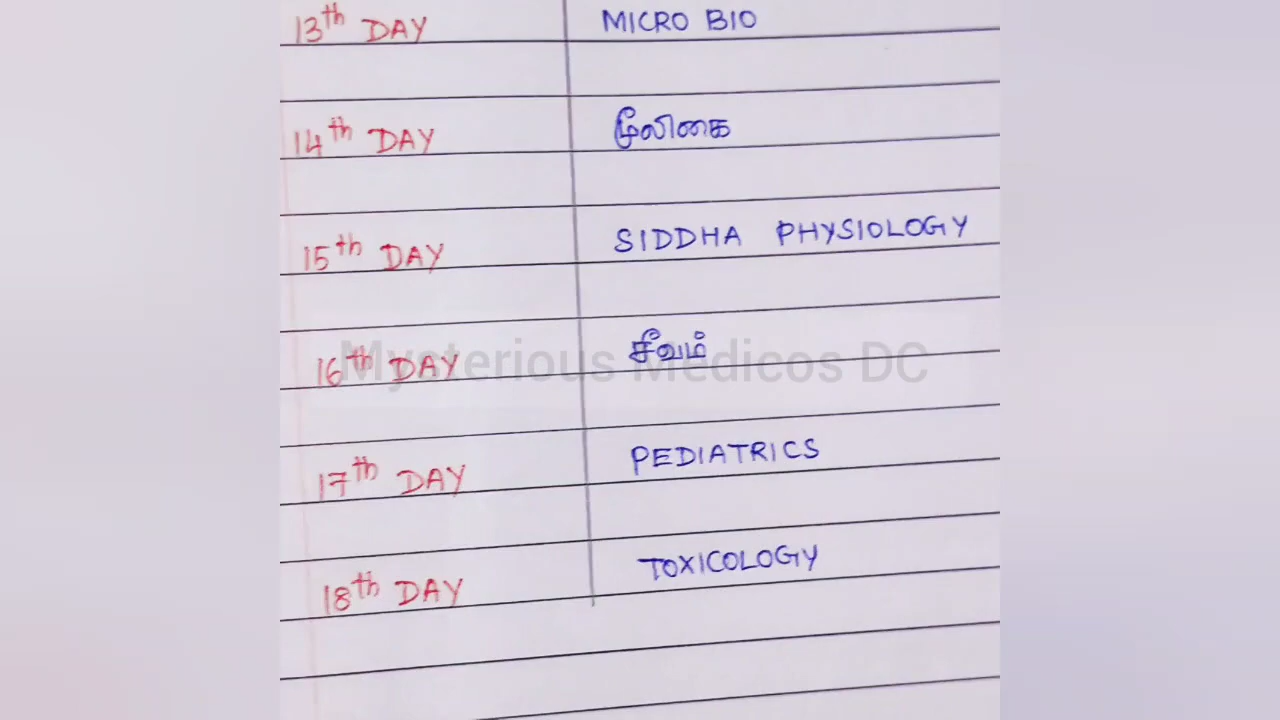 13th DAY MICRO BIO
14th DAY மூலிகை
15th DAY SIDDHA PHYSIOLOGY
16th DAY சீவம்
Mysterious Medicos DC
17th DAY PEDIATRICS
18th DAY TOXICOLOGY